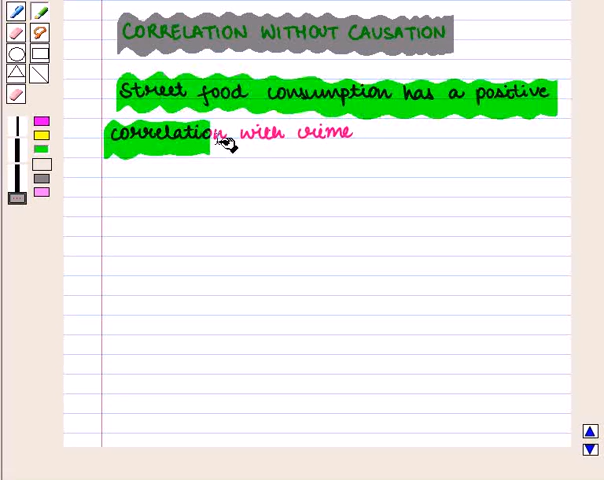 CORRELATION WITHOUT CAUSATION
Street food consumption has a positive
correlation with crime